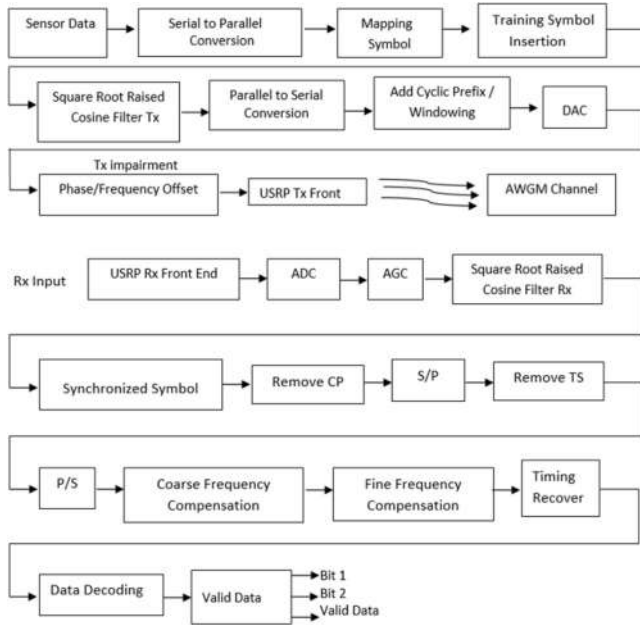 Sensor Data
Serial to Parallel
Conversion
Mapping
Symbol
Training Symbol
Insertion
Square Root Raised
Cosine Filter Tx
Parallel to Serial
Conversion
Add Cyclic Prefix /
Windowing
DAC
Tx impairment
Phase/Frequency Offset
USRP Tx Front
AWGM Channel
Rx Input
USRP Rx Front End
ADC
AGC
Square Root Raised
Cosine Filter Rx
Synchronized Symbol
Remove CP
S/P
Remove TS
P/S
Coarse Frequency
Compensation
Fine Frequency
Compensation
Timing
Recover
Data Decoding
Valid Data
Bit 1
Bit 2
Valid Data